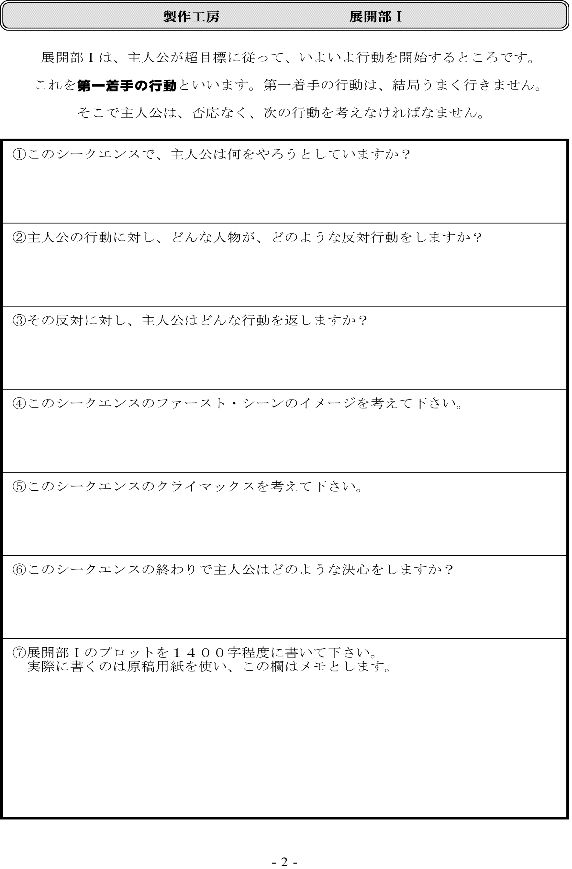 製作工房　展開部Ⅰ
展開部Ⅰは、主人公が超目標に従って、いよいよ行動を開始するところです。
これを第一着手の行動といいます。第一着手の行動は、結局うまく行きません。
そこで主人公は、否応なく、次の行動を考えなければなません。
①このシークエンスで、主人公は何をやろうとしていますか？
②主人公の行動に対し、どんな人物が、どのような反対行動をしますか？
③その反対に対し、主人公はどんな行動を返しますか？
④このシークエンスのファースト・シーンのイメージを考えて下さい。
⑤このシークエンスのクライマックスを考えて下さい。
⑥このシークエンスの終わりで主人公はどのような決心をしますか？
⑦展開部Ⅰのプロットを１４００字程度に書いて下さい。
実際に書くのは原稿用紙を使い、この欄はメモとします。
- 2 -